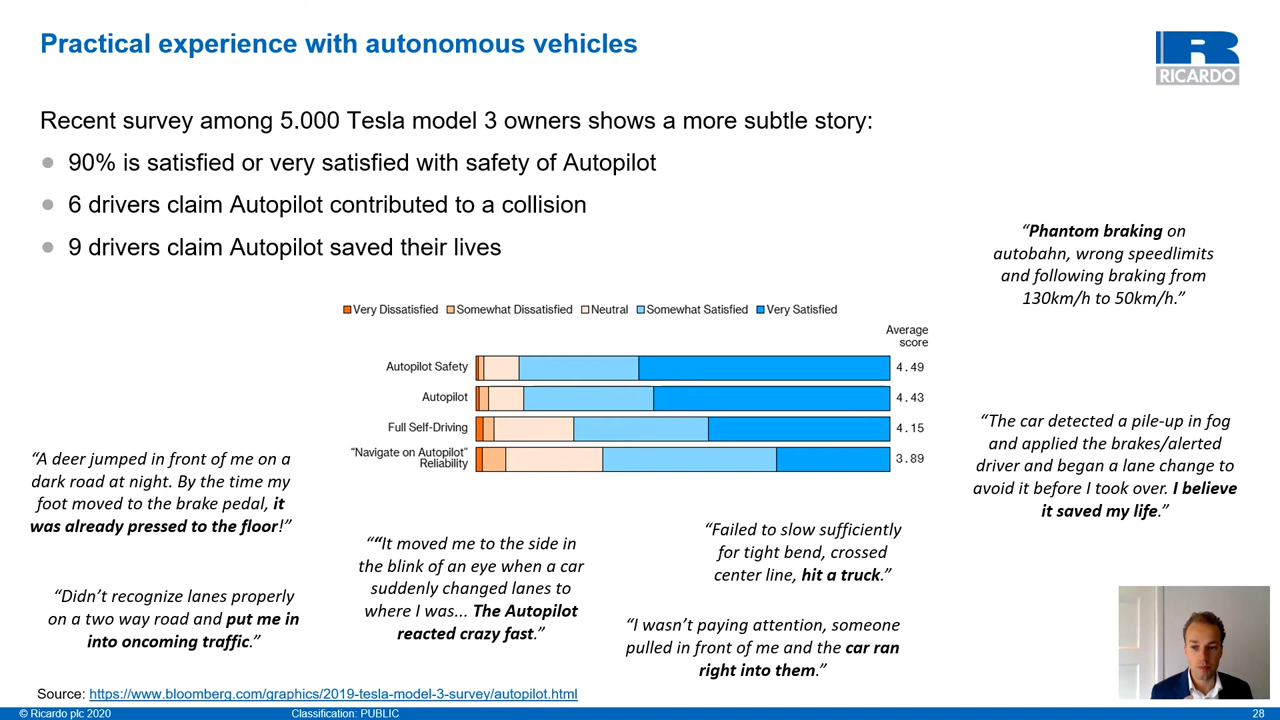 Practical experience with autonomous vehicles
RICARDO
Recent survey among 5.000 Tesla model 3 owners shows a more subtle story:
90% is satisfied or very satisfied with safety of Autopilot
6 drivers claim Autopilot contributed to a collision
9 drivers claim Autopilot saved their lives
“Phantom braking on
autobahn, wrong speedlimits
and following braking from
130km/h to 50km/h.”
Very Dissatisfied Somewhat Dissatisfied Neutral Somewhat Satisfied Very Satisfied
Average
score
Autopilot Safety 4.49
Autopilot 4.43
Full Self-Driving 4.15
“Navigate on Autopilot”
Reliability 3.89
“The car detected a pile-up in fog
and applied the brakes/alerted
driver and began a lane change to
avoid it before I took over. I believe
it saved my life.”
“A deer jumped in front of me on a
dark road at night. By the time my
foot moved to the brake pedal, it
was already pressed to the floor!”
““It moved me to the side in
the blink of an eye when a car
suddenly changed lanes to
where I was... The Autopilot
reacted crazy fast.”
“Failed to slow sufficiently
for tight bend, crossed
center line, hit a truck.”
“Didn’t recognize lanes properly
on a two way road and put me in
into oncoming traffic.”
“I wasn’t paying attention, someone
pulled in front of me and the car ran
right into them.”
Source: https://www.bloomberg.com/graphics/2019-tesla-model-3-survey/autopilot.html
© Ricardo plc 2020
Classification: PUBLIC
28